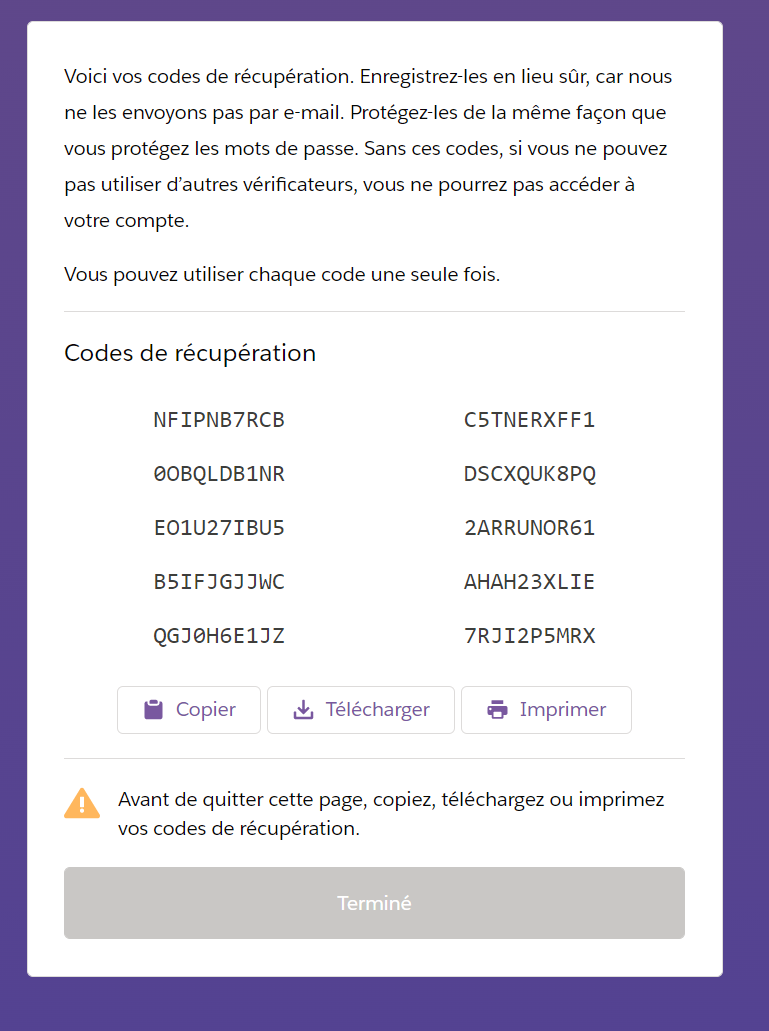 Voici vos codes de récupération. Enregistrez-les en lieu sûr, car nous
ne les envoyons pas par e-mail. Protégez-les de la même façon que
vous protégez les mots de passe. Sans ces codes, si vous ne pouvez
pas utiliser d’autres vérificateurs, vous ne pourrez pas accéder à
votre compte.
Vous pouvez utiliser chaque code une seule fois.
Codes de récupération
NFIPNB7RCB C5TNERXFF1
0OBQLDB1NR DSCXQUK8PQ
EO1U27IBU5 2ARRUNOR61
B5IFJGJJWC AHAH23XLIE
QGJ0H6E1JZ 7RJI2P5MRX
Copier Télécharger Imprimer
Avant de quitter cette page, copiez, téléchargez ou imprimez
vos codes de récupération.
Terminé